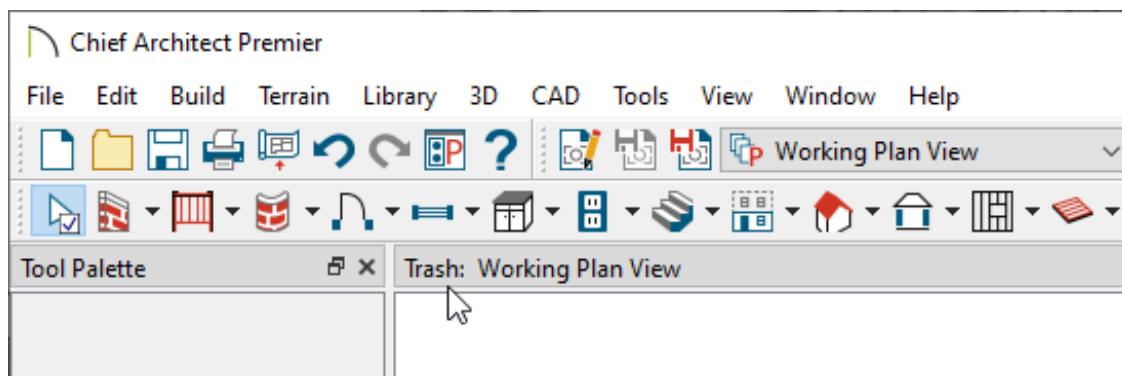 Chief Architect Premier
File Edit Build Terrain Library 3D CAD Tools View Window Help
P ? P Working Plan View
Tool Palette Trash: Working Plan View